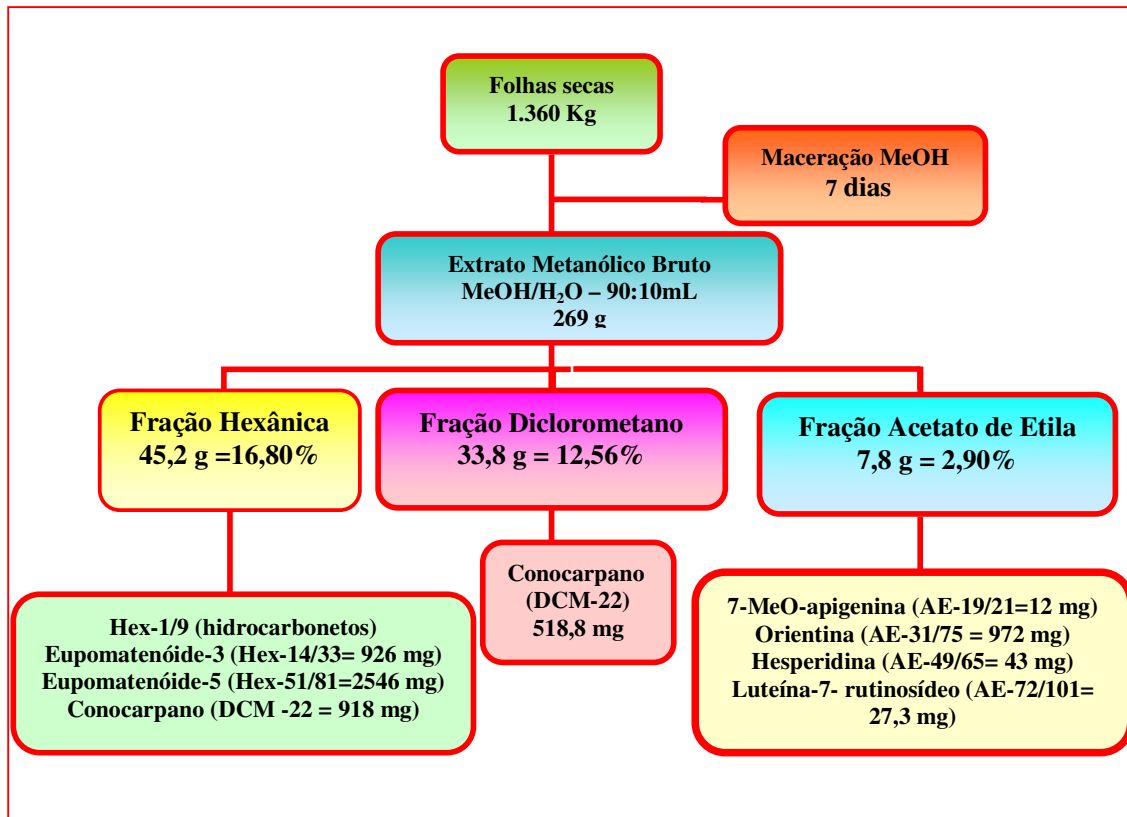 Folhas secas
1.360 Kg
Maceração MeOH
7 dias
Extrato Metanólico Bruto
MeOH/H₂O – 90:10mL
269 g
Fração Hexânica
45,2 g =16,80%
Fração Diclorometano
33,8 g = 12,56%
Fração Acetato de Etila
7,8 g = 2,90%
Hex-1/9 (hidrocarbonetos)
Eupomatenóide-3 (Hex-14/33= 926 mg)
Eupomatenóide-5 (Hex-51/81=2546 mg)
Conocarpano (DCM -22 = 918 mg)
Conocarpano
(DCM-22)
518,8 mg
7-MeO-apigenina (AE-19/21=12 mg)
Orientina (AE-31/75 = 972 mg)
Hesperidina (AE-49/65= 43 mg)
Luteína-7- rutinosídeo (AE-72/101=
27,3 mg)